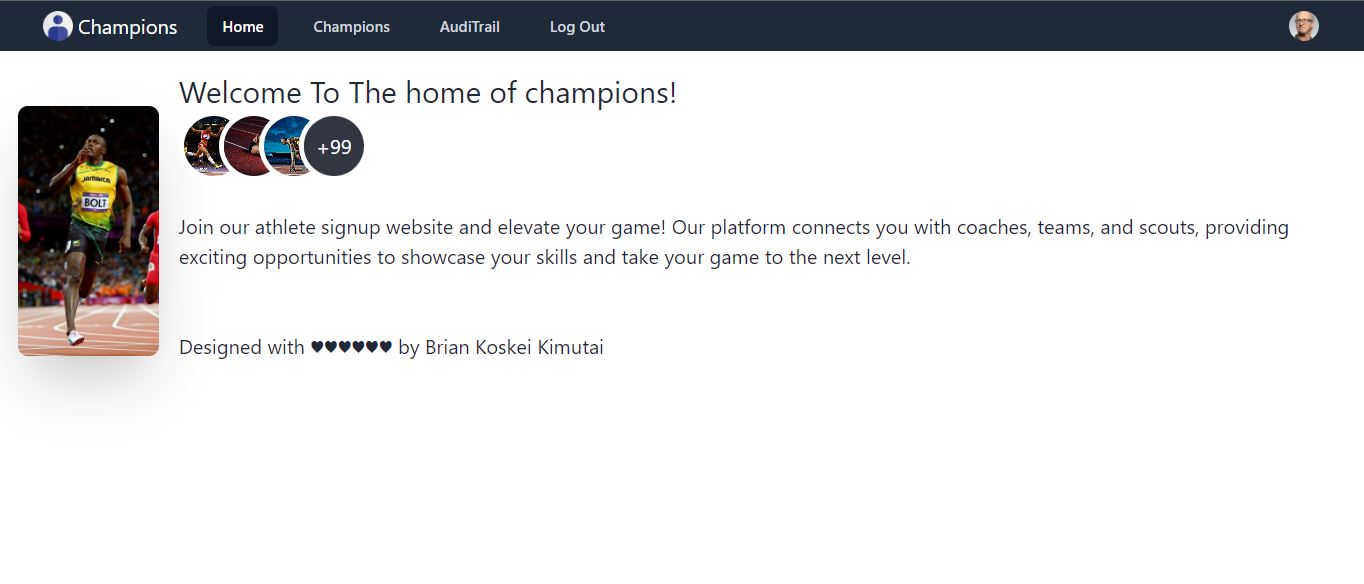 Champions Home Champions AudiTrail Log Out
Welcome To The home of champions!
+99
JAMAICA
BOLT
Join our athlete signup website and elevate your game! Our platform connects you with coaches, teams, and scouts, providing
exciting opportunities to showcase your skills and take your game to the next level.
Designed with ♥♥♥♥♥♥ by Brian Koskei Kimutai